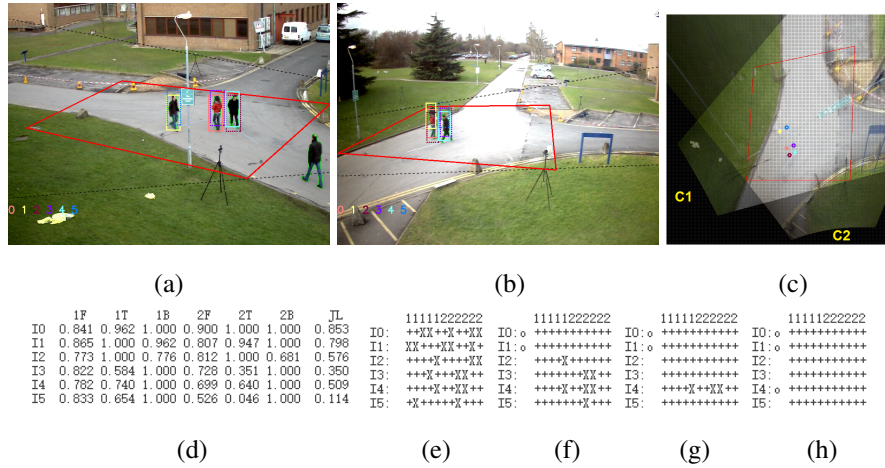 0 1 2 3 4 5
0 1 2 3 4 5
C1
C2
(a) (b) (c)
1F 1T 1B 2F 2T 2B JL
I0 0.841 0.962 1.000 0.900 1.000 1.000 0.853
I1 0.865 1.000 0.962 0.807 0.947 1.000 0.798
I2 0.773 1.000 0.776 0.812 1.000 0.681 0.576
I3 0.822 0.584 1.000 0.728 0.351 1.000 0.350
I4 0.782 0.740 1.000 0.699 0.640 1.000 0.509
I5 0.833 0.654 1.000 0.526 0.046 1.000 0.114
(d)
11111222222
I0: ++XX++X++XX
I1:
I2: ++++X++XX++
I3: +++X+++XX++
I4: ++++X++XX++
I5: +X+++++X+++
(e)
11111222222
I0:o +++++++++++
I1:o +++++++++++
I2: ++++X++++++
I3: +++++++XX++
I4: +++++++XX++
I5: +++++++X+++
(f)
11111222222
I0:o +++++++++++
I1:o +++++++++++
I2: +++++++++++
I3: +++++++++++
I4: ++++X++XX++
I5: +++++++++++
(g)
11111222222
I0:o +++++++++++
I1: +++++++++++
I2: +++++++++++
I3: +++++++++++
I4:o +++++++++++
I5: +++++++++++
(h)